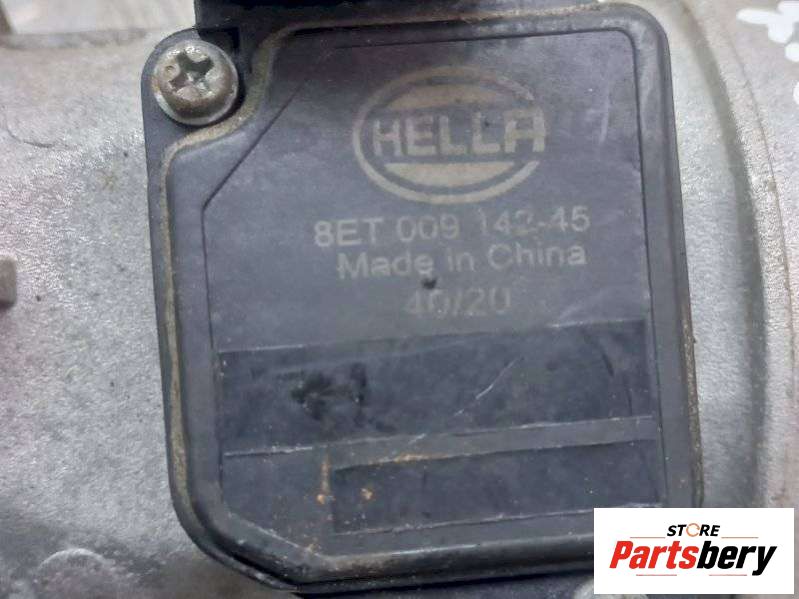 HELLA
8ET 009 142-45
Made in China
40/20
STORE
Partsbery